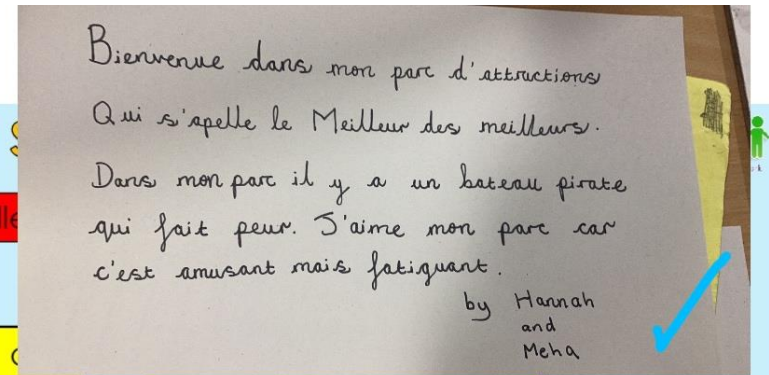 Bienvenue dans mon parc d'attractions
Qui s'apelle le Meilleur des meilleurs.
Dans mon parc il y a un bateau pirate
qui fait peur. J'aime mon parc car
c'est amusant mais fatiguant.
by Hannah
and
Meha